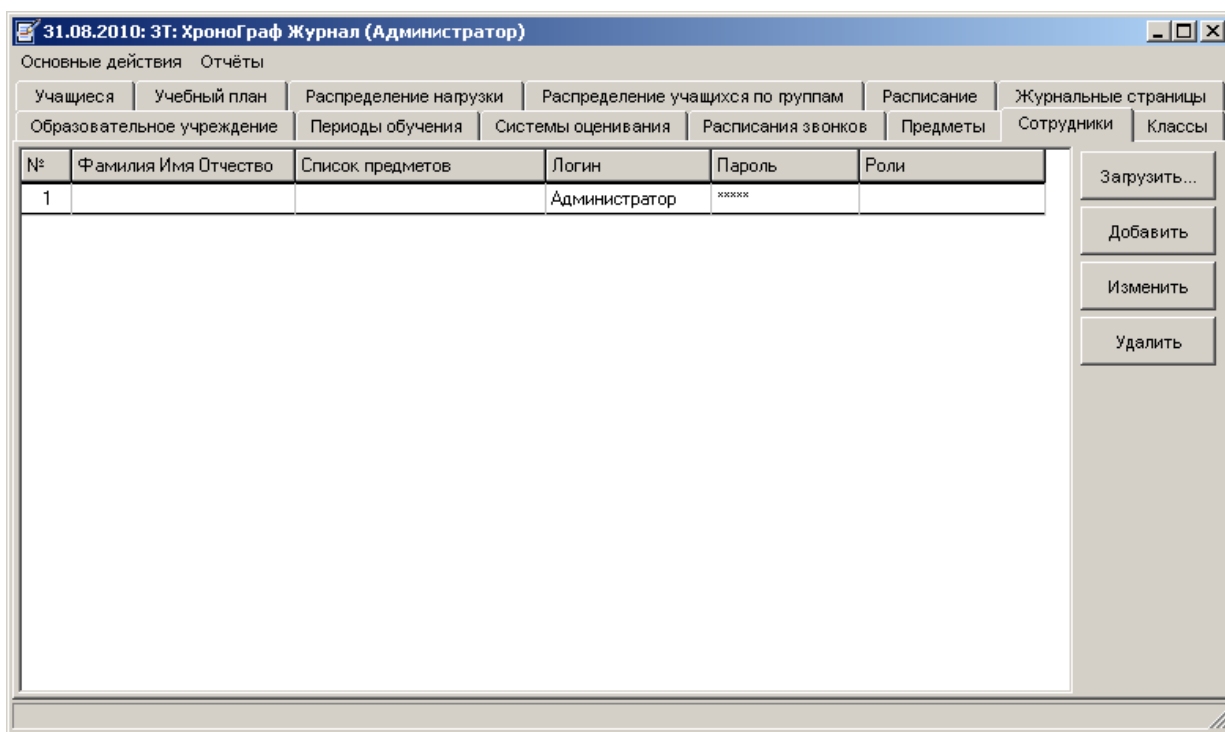 31.08.2010: 3Т: ХроноГраф Журнал (Администратор)
Основные действия Отчёты
Учащиеся Учебный план Распределение нагрузки Распределение учащихся по группам Расписание Журнальные страницы
Образовательное учреждение Периоды обучения Системы оценивания Расписания звонков Предметы Сотрудники Классы
№ Фамилия Имя Отчество Список предметов Логин Пароль Роли
1 Администратор *****
Загрузить...
Добавить
Изменить
Удалить